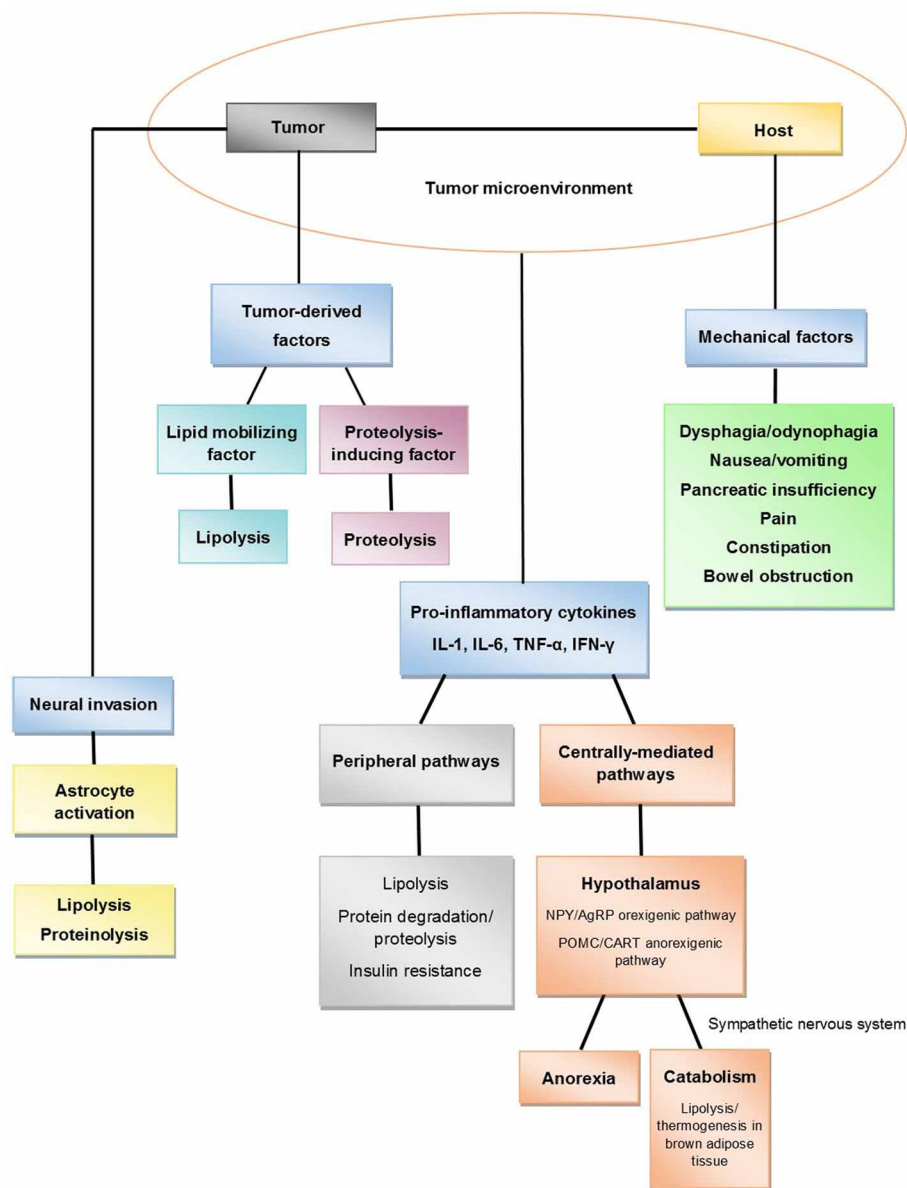 Tumor
Host
Tumor microenvironment
Tumor-derived
factors
Mechanical factors
Lipid mobilizing
factor
Proteolysis-
inducing factor
Dysphagia/odynophagia
Nausea/vomiting
Pancreatic insufficiency
Pain
Constipation
Bowel obstruction
Lipolysis
Proteolysis
Pro-inflammatory cytokines
IL-1, IL-6, TNF-α, IFN-γ
Neural invasion
Peripheral pathways
Centrally-mediated
pathways
Astrocyte
activation
Lipolysis
Proteinolysis
Lipolysis
Protein degradation/
proteolysis
Insulin resistance
Hypothalamus
NPY/AgRP orexigenic pathway
POMC/CART anorexigenic
pathway
Sympathetic nervous system
Anorexia
Catabolism
Lipolysis/
thermogenesis in
brown adipose
tissue